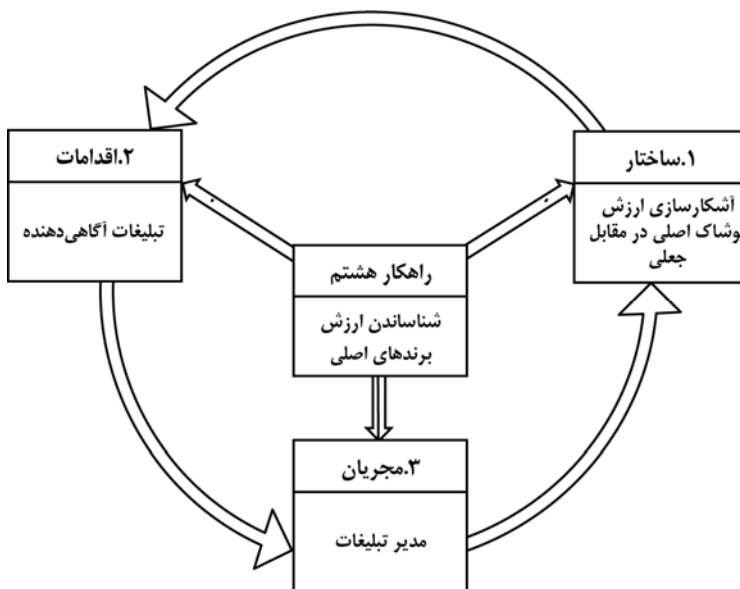 ۱.ساختار
آشکارسازی ارزش
وشاک اصلی در مقابل
جعلی
۲.اقدامات
تبلیغات آگاهی‌دهنده
راهکار هشتم
شناساندن ارزش
برندهای اصلی
۳.مجریان
مدیر تبلیغات